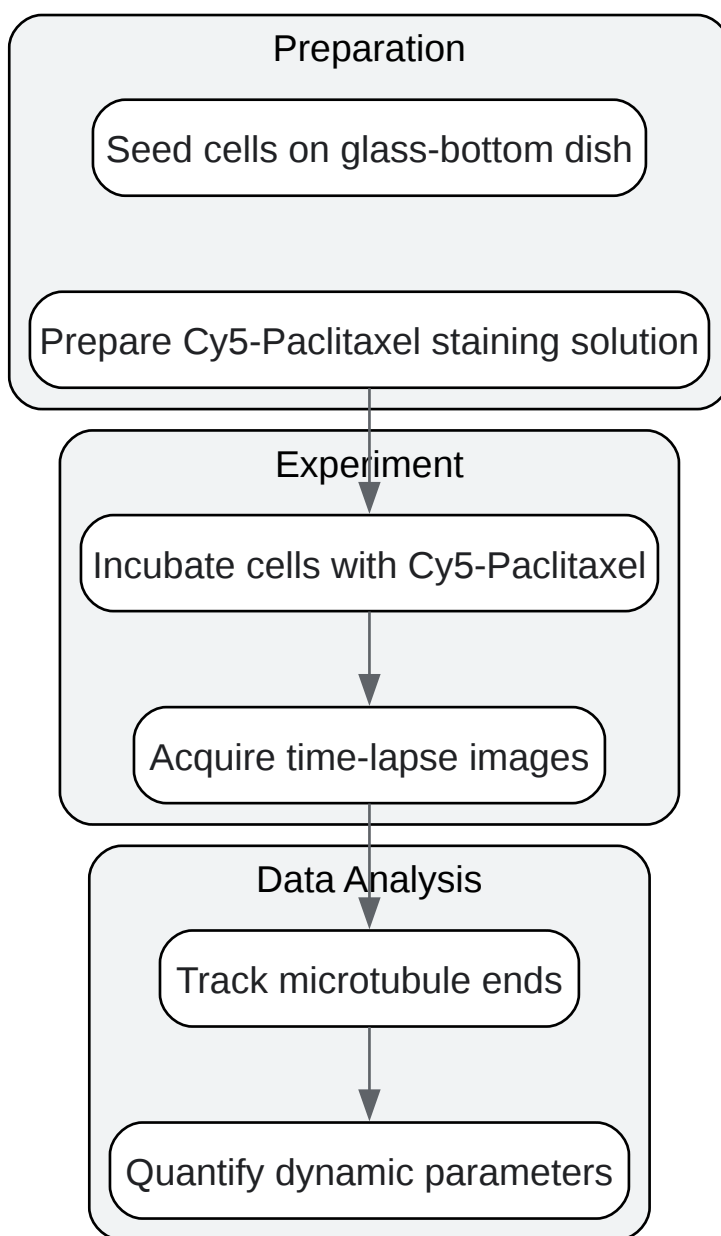 Preparation
Seed cells on glass-bottom dish
Prepare Cy5-Paclitaxel staining solution
Experiment
Incubate cells with Cy5-Paclitaxel
Acquire time-lapse images
Data Analysis
Track microtubule ends
Quantify dynamic parameters